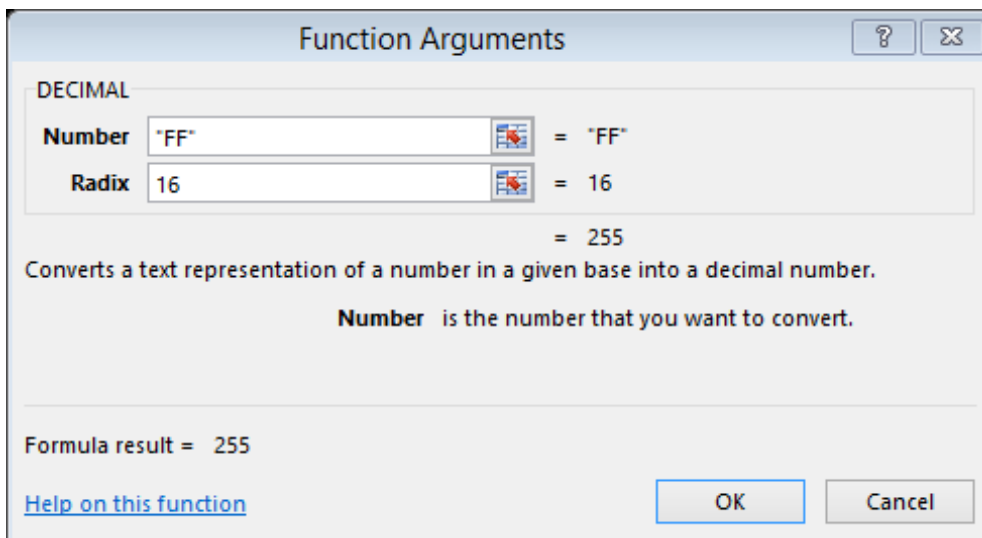 Function Arguments
?
DECIMAL
Number "FF" = "FF"
Radix 16 = 16
= 255
Converts a text representation of a number in a given base into a decimal number.
Number is the number that you want to convert.
Formula result = 255
Help on this function OK Cancel